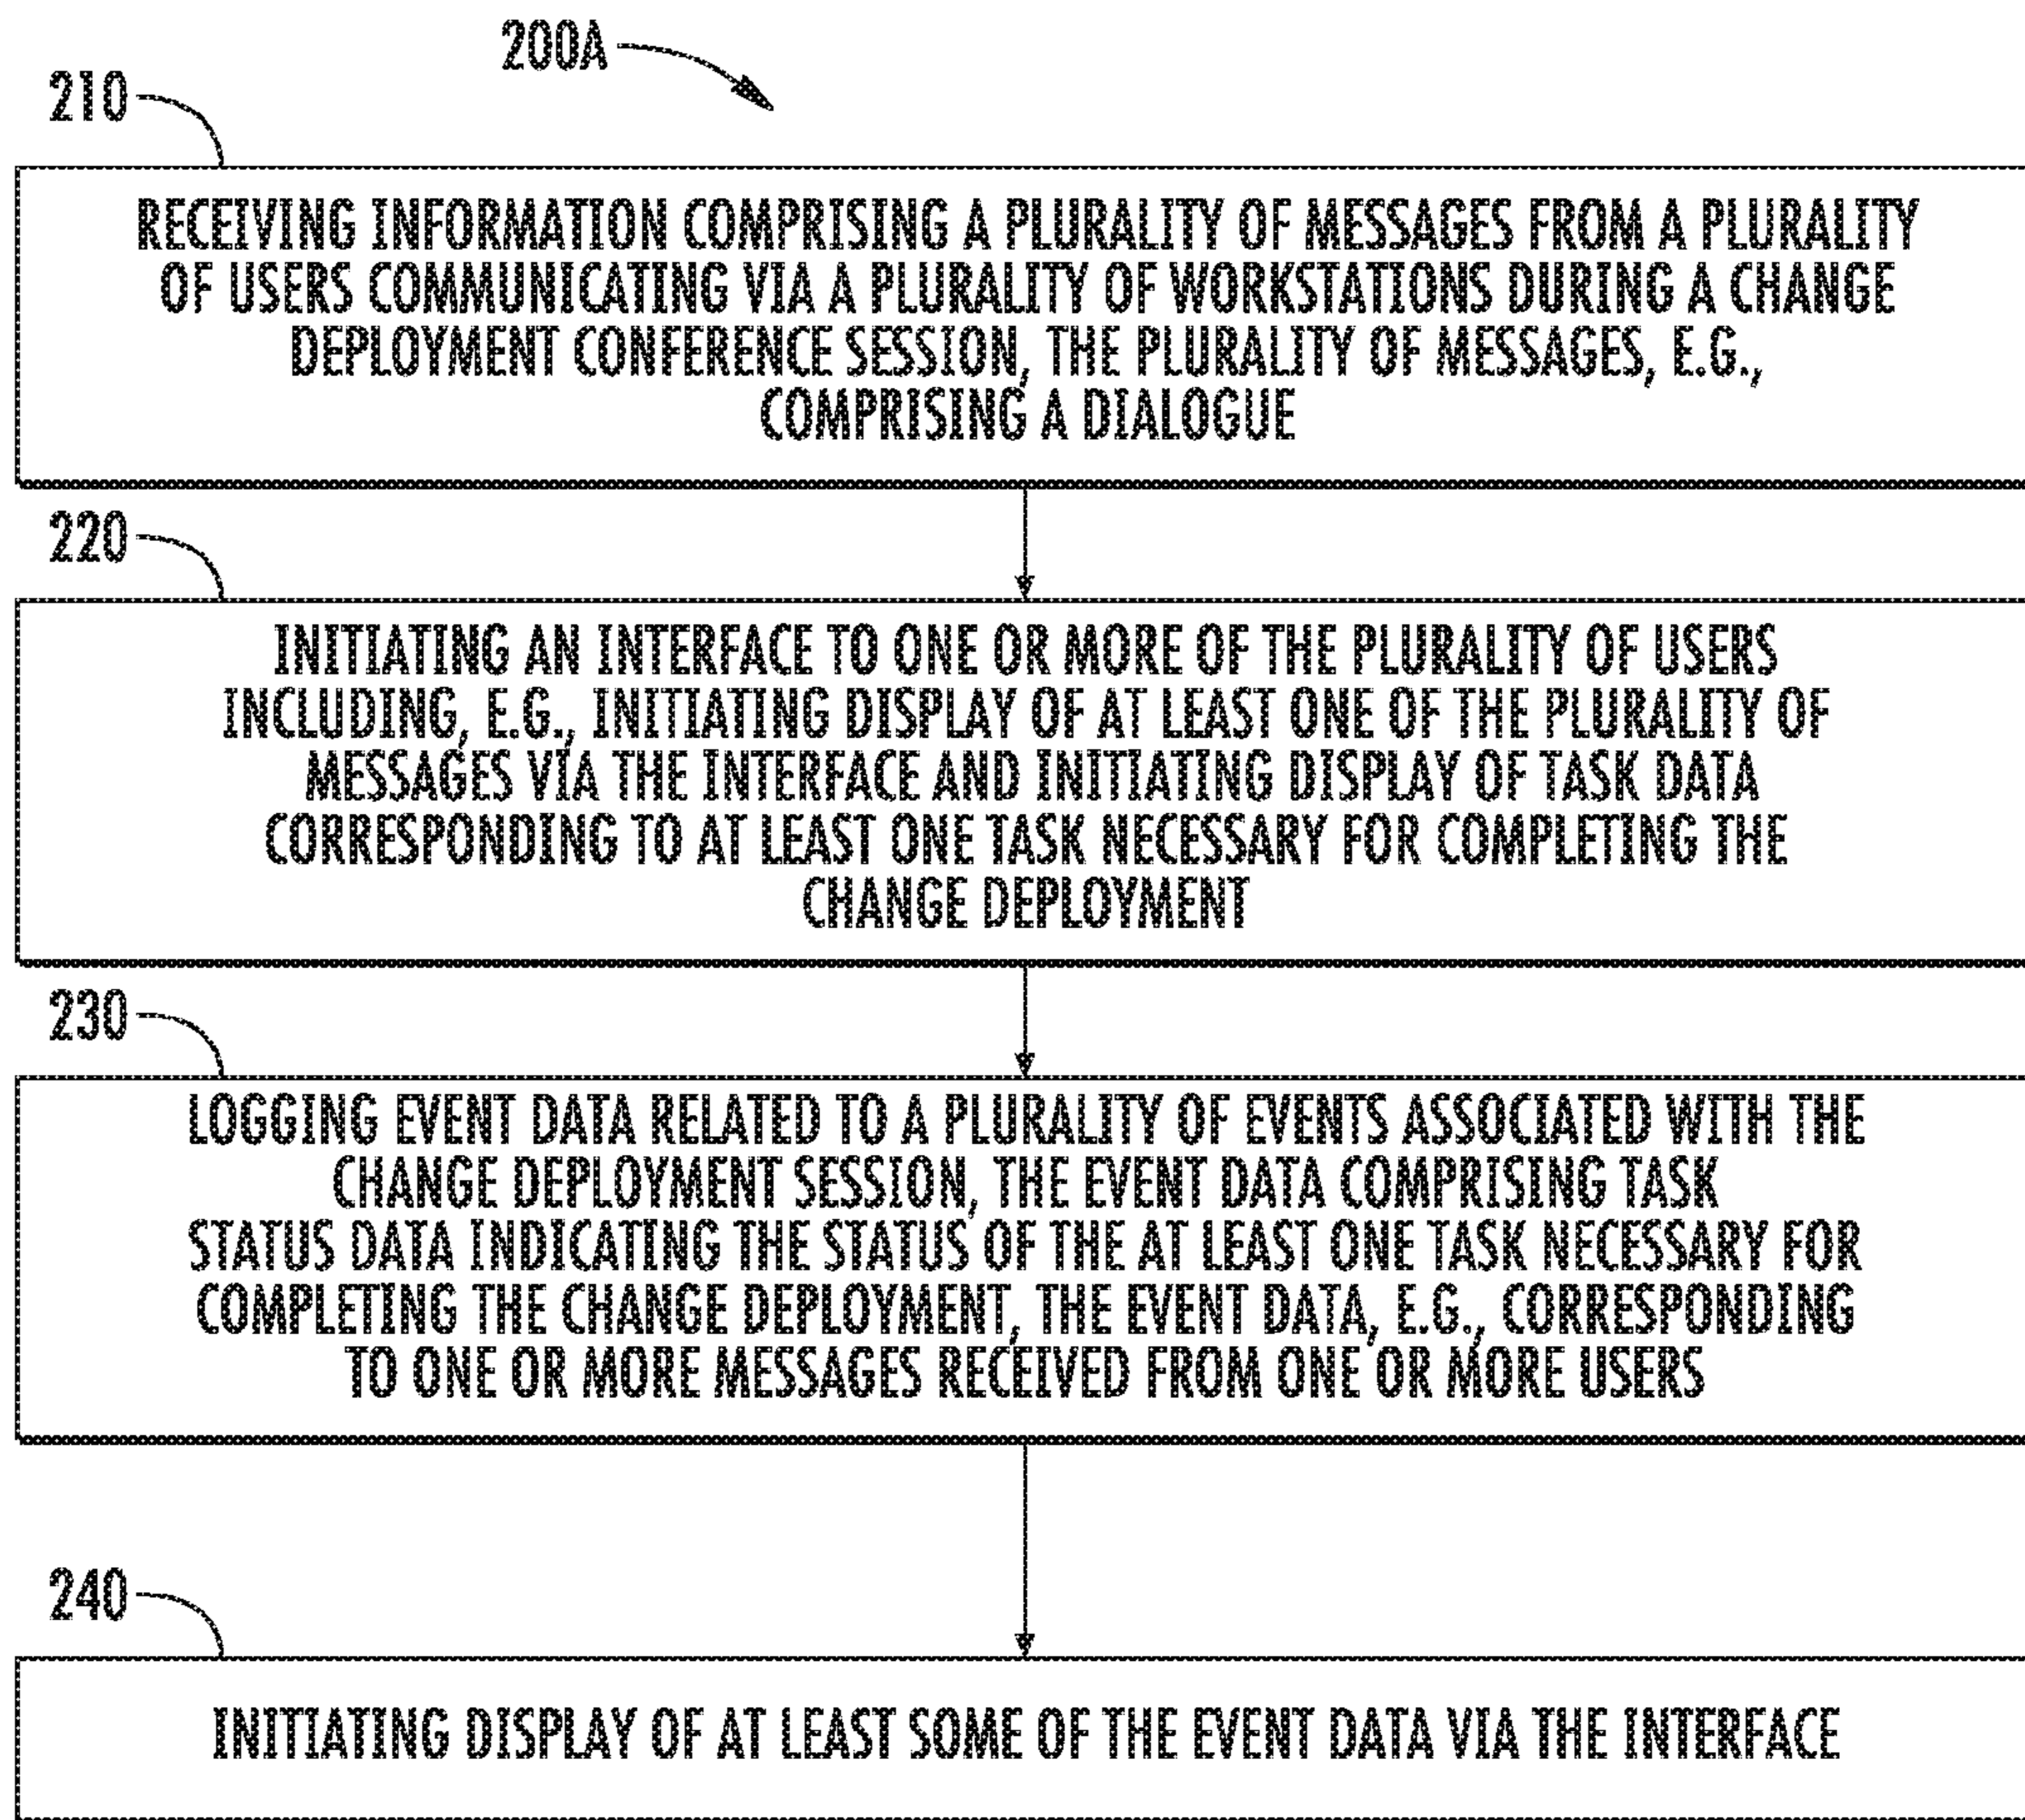 200A
210
RECEIVING INFORMATION COMPRISING A PLURALITY OF MESSAGES FROM A PLURALITY
OF USERS COMMUNICATING VIA A PLURALITY OF WORKSTATIONS DURING A CHANGE
DEPLOYMENT CONFERENCE SESSION, THE PLURALITY OF MESSAGES, E.G.,
COMPRISING A DIALOGUE
220
INITIATING AN INTERFACE TO ONE OR MORE OF THE PLURALITY OF USERS
INCLUDING, E.G., INITIATING DISPLAY OF AT LEAST ONE OF THE PLURALITY OF
MESSAGES VIA THE INTERFACE AND INITIATING DISPLAY OF TASK DATA
CORRESPONDING TO AT LEAST ONE TASK NECESSARY FOR COMPLETING THE
CHANGE DEPLOYMENT
230
LOGGING EVENT DATA RELATED TO A PLURALITY OF EVENTS ASSOCIATED WITH THE
CHANGE DEPLOYMENT SESSION, THE EVENT DATA COMPRISING TASK
STATUS DATA INDICATING THE STATUS OF THE AT LEAST ONE TASK NECESSARY FOR
COMPLETING THE CHANGE DEPLOYMENT, THE EVENT DATA, E.G., CORRESPONDING
TO ONE OR MORE MESSAGES RECEIVED FROM ONE OR MORE USERS
240
INITIATING DISPLAY OF AT LEAST SOME OF THE EVENT DATA VIA THE INTERFACE